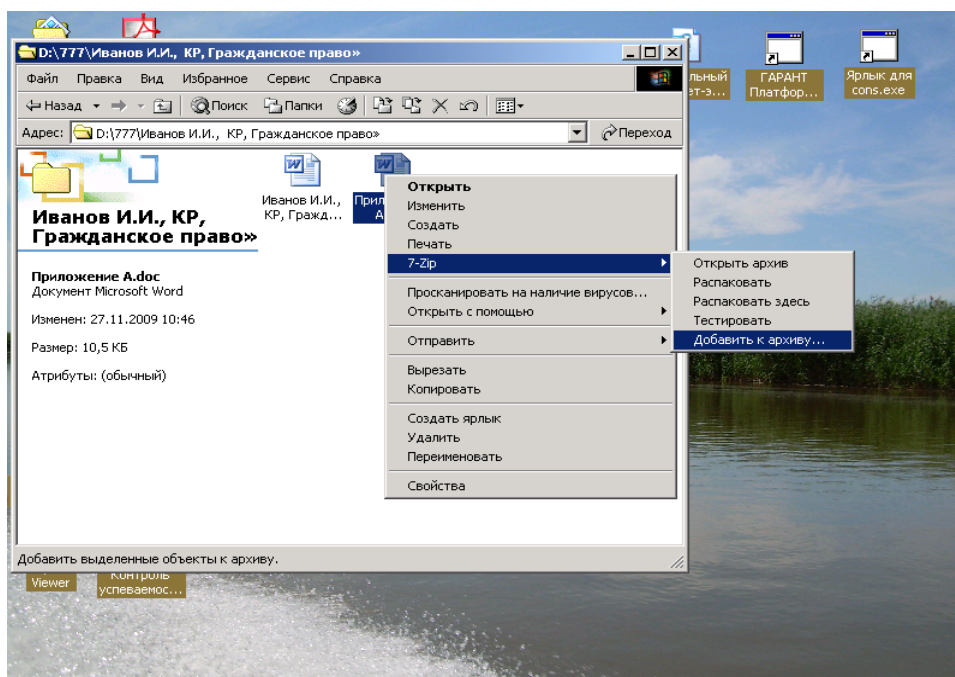 D:\777\Иванов И.И., КР, Гражданское право»
Файл Правка Вид Избранное Сервис Справка
Назад Поиск Папки
Адрес: D:\777\Иванов И.И., КР, Гражданское право» Переход
Иванов И.И., КР,
Гражданское право»
Приложение A.doc
Документ Microsoft Word
Изменен: 27.11.2009 10:46
Размер: 10,5 КБ
Атрибуты: (обычный)
Иванов И.И.,
КР, Гражд...
Прил
А
Открыть
Изменить
Создать
Печать
7-Zip
Просканировать на наличие вирусов...
Открыть с помощью
Отправить
Вырезать
Копировать
Создать ярлык
Удалить
Переименовать
Свойства
Открыть архив
Распаковать
Распаковать здесь
Тестировать
Добавить к архиву...
Добавить выделенные объекты к архиву.
льный
ет-э...
ГАРАНТ
Платфор...
Ярлык для
cons.exe
Viewer
Контроль
успеваемос...